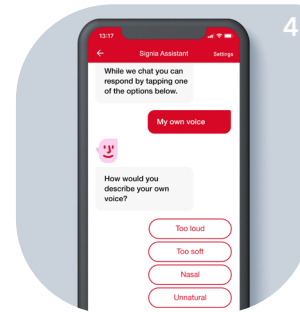 4
13:17
Signia Assistant
Settings
While we chat you can
respond by tapping one
of the options below.
My own voice
How would you
describe your own
voice?
Too loud
Too soft
Nasal
Unnatural